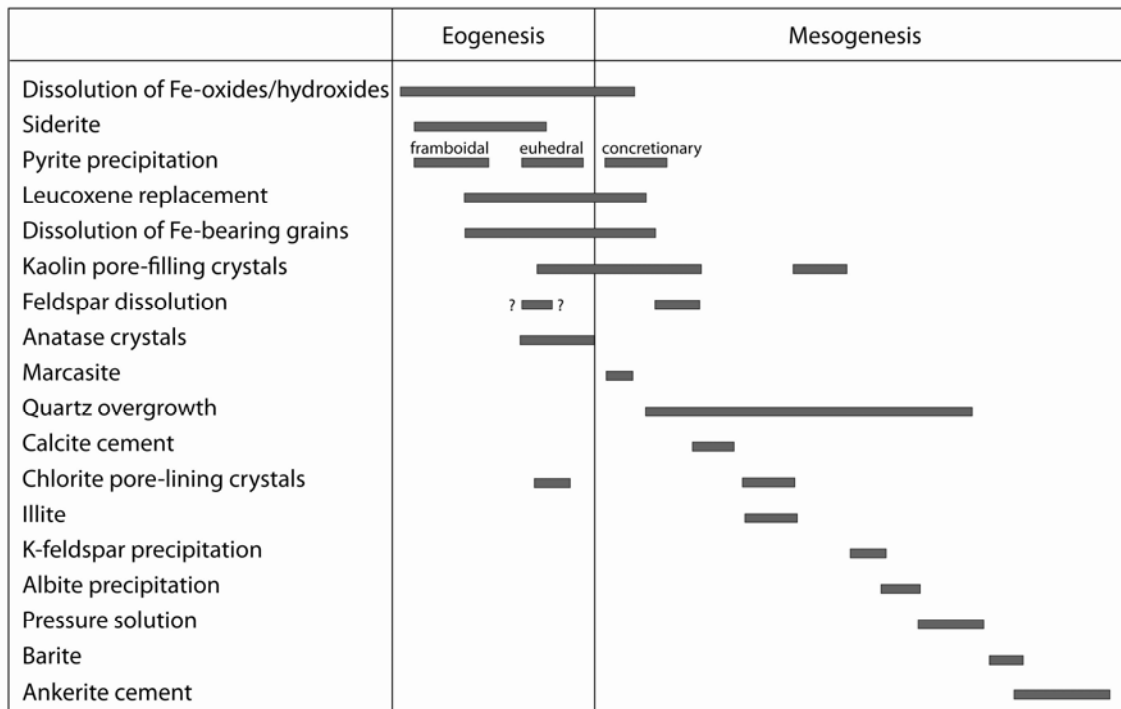 Eogenesis Mesogenesis
Dissolution of Fe-oxides/hydroxides
Siderite
framboidal euhedral concretionary
Pyrite precipitation
Leucoxene replacement
Dissolution of Fe-bearing grains
Kaolin pore-filling crystals
Feldspar dissolution ? ?
Anatase crystals
Marcasite
Quartz overgrowth
Calcite cement
Chlorite pore-lining crystals
Illite
K-feldspar precipitation
Albite precipitation
Pressure solution
Barite
Ankerite cement